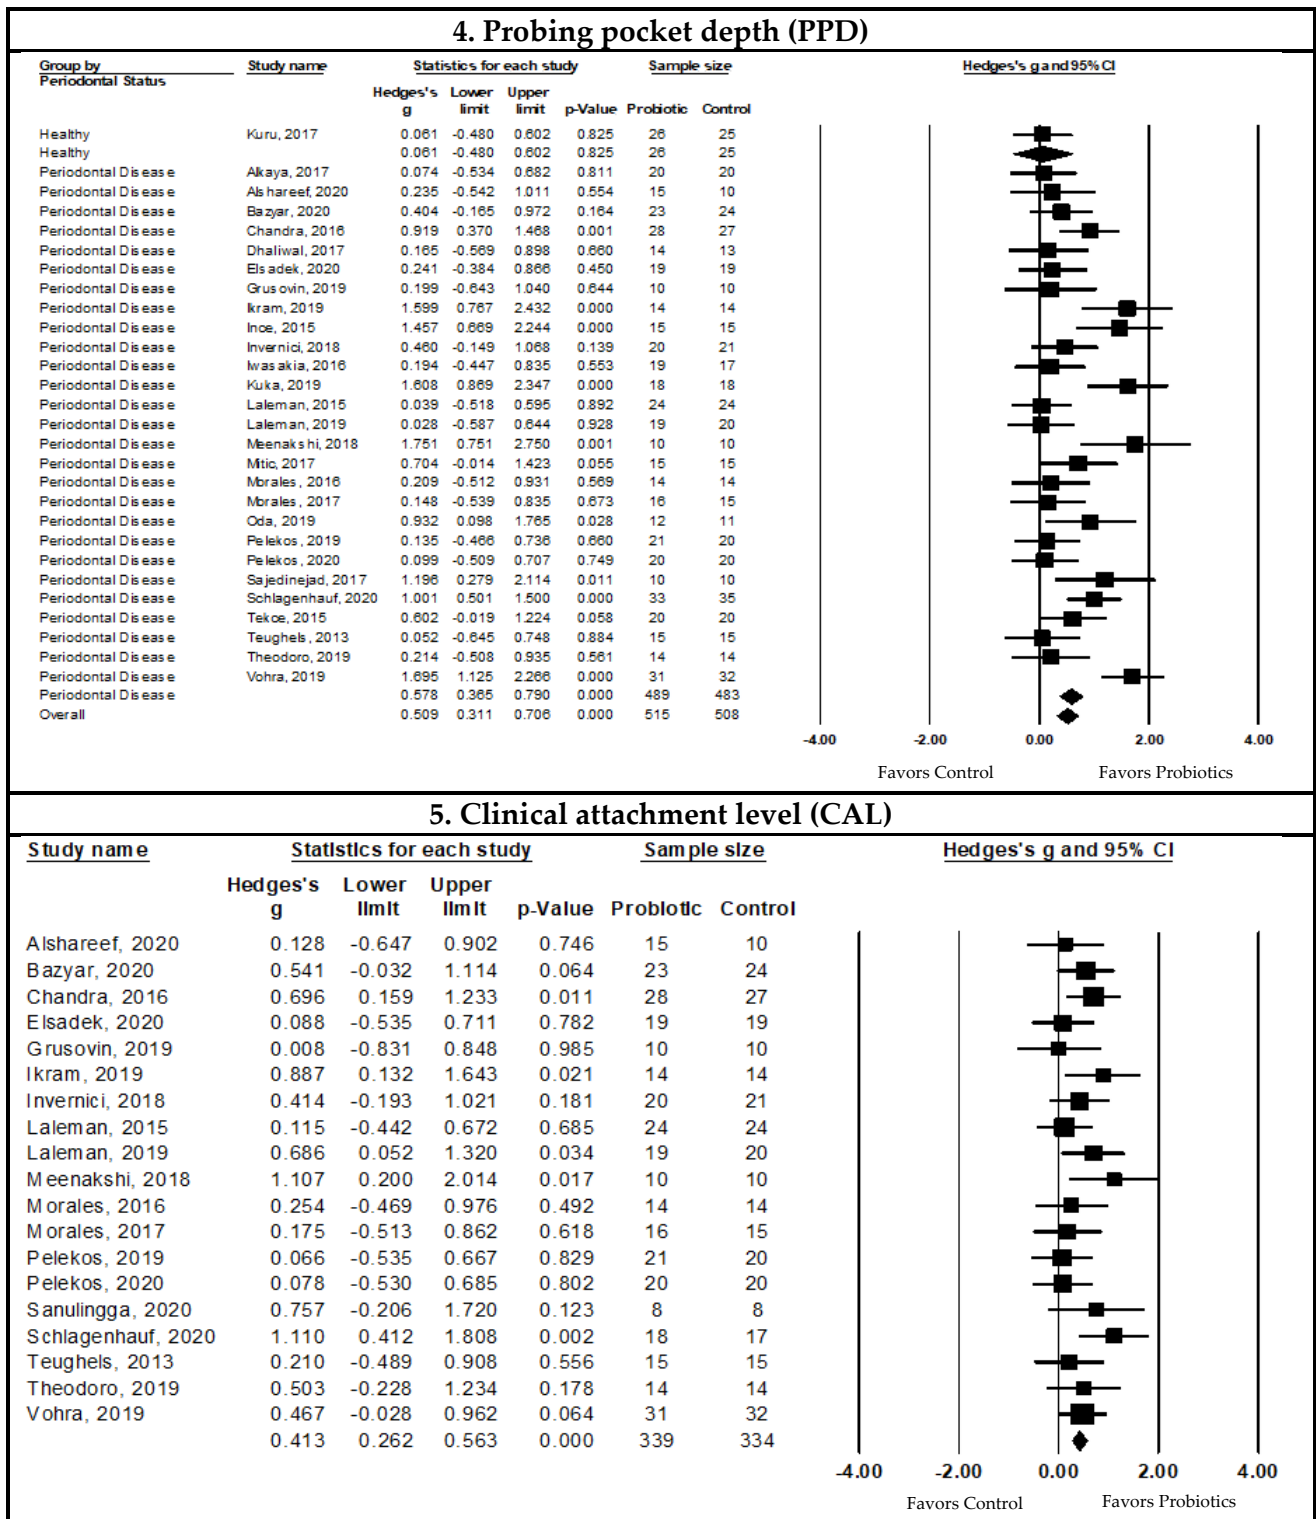 4. Probing pocket depth (PPD)
Group by Study name Statistics for each study Sample size Hedges's g and 95% CI
Periodontal Status
Hedges's Lower Upper
g limit limit p-Value Probiotic Control
Healthy Kuru, 2017 0.061 -0.480 0.602 0.825 26 25
Healthy 0.061 -0.480 0.602 0.825 26 25
Periodontal Disease Alkaya, 2017 0.074 -0.534 0.682 0.811 20 20
Periodontal Disease Alshareef, 2020 0.235 -0.542 1.011 0.554 15 10
Periodontal Disease Bazyar, 2020 0.404 -0.165 0.972 0.164 23 24
Periodontal Disease Chandra, 2016 0.919 0.370 1.468 0.001 28 27
Periodontal Disease Dhaliwal, 2017 0.165 -0.569 0.898 0.660 14 13
Periodontal Disease Elsadek, 2020 0.241 -0.384 0.866 0.450 19 19
Periodontal Disease Grusovin, 2019 0.199 -0.643 1.040 0.644 10 10
Periodontal Disease Ikram, 2019 1.599 0.767 2.432 0.000 14 14
Periodontal Disease Ince, 2015 1.457 0.669 2.244 0.000 15 15
Periodontal Disease Invernici, 2018 0.460 -0.149 1.068 0.139 20 21
Periodontal Disease Iwasakia, 2016 0.194 -0.447 0.835 0.553 19 17
Periodontal Disease Kuka, 2019 1.608 0.869 2.347 0.000 18 18
Periodontal Disease Laleman, 2015 0.039 -0.518 0.595 0.892 24 24
Periodontal Disease Laleman, 2019 0.028 -0.587 0.644 0.928 19 20
Periodontal Disease Meenakshi, 2018 1.751 0.751 2.750 0.001 10 10
Periodontal Disease Mitic, 2017 0.704 -0.014 1.423 0.055 15 15
Periodontal Disease Morales, 2016 0.209 -0.512 0.931 0.569 14 14
Periodontal Disease Morales, 2017 0.148 -0.539 0.835 0.673 16 15
Periodontal Disease Oda, 2019 0.932 0.098 1.765 0.028 12 11
Periodontal Disease Pelekos, 2019 0.135 -0.466 0.736 0.660 21 20
Periodontal Disease Pelekos, 2020 0.099 -0.509 0.707 0.749 20 20
Periodontal Disease Sajedinejad, 2017 1.196 0.279 2.114 0.011 10 10
Periodontal Disease Schlagenhauf, 2020 1.001 0.501 1.500 0.000 33 35
Periodontal Disease Tekce, 2015 0.602 -0.019 1.224 0.058 20 20
Periodontal Disease Teughels, 2013 0.052 -0.645 0.748 0.884 15 15
Periodontal Disease Theodoro, 2019 0.214 -0.508 0.935 0.561 14 14
Periodontal Disease Vohra, 2019 1.695 1.125 2.266 0.000 31 32
Periodontal Disease 0.578 0.365 0.790 0.000 489 483
Overall 0.509 0.311 0.706 0.000 515 508
-4.00 -2.00 0.00 2.00 4.00
Favors Control Favors Probiotics
5. Clinical attachment level (CAL)
Study name Statistics for each study Sample size Hedges's g and 95% CI
Hedges's Lower Upper
g limit limit p-Value Probiotic Control
Alshareef, 2020 0.128 -0.647 0.902 0.746 15 10
Bazyar, 2020 0.541 -0.032 1.114 0.064 23 24
Chandra, 2016 0.696 0.159 1.233 0.011 28 27
Elsadek, 2020 0.088 -0.535 0.711 0.782 19 19
Grusovin, 2019 0.008 -0.831 0.848 0.985 10 10
Ikram, 2019 0.887 0.132 1.643 0.021 14 14
Invernici, 2018 0.414 -0.193 1.021 0.181 20 21
Laleman, 2015 0.115 -0.442 0.672 0.685 24 24
Laleman, 2019 0.686 0.052 1.320 0.034 19 20
Meenakshi, 2018 1.107 0.200 2.014 0.017 10 10
Morales, 2016 0.254 -0.469 0.976 0.492 14 14
Morales, 2017 0.175 -0.513 0.862 0.618 16 15
Pelekos, 2019 0.066 -0.535 0.667 0.829 21 20
Pelekos, 2020 0.078 -0.530 0.685 0.802 20 20
Sanulingga, 2020 0.757 -0.206 1.720 0.123 8 8
Schlagenhauf, 2020 1.110 0.412 1.808 0.002 18 17
Teughels, 2013 0.210 -0.489 0.908 0.556 15 15
Theodoro, 2019 0.503 -0.228 1.234 0.178 14 14
Vohra, 2019 0.467 -0.028 0.962 0.064 31 32
0.413 0.262 0.563 0.000 339 334
-4.00 -2.00 0.00 2.00 4.00
Favors Control Favors Probiotics